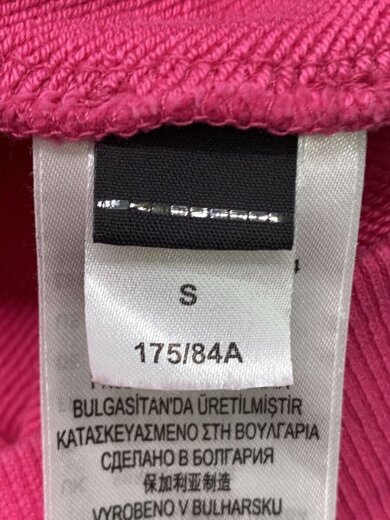 S
175/84A
BULGASİTAN'DA ÜRETİLMİŞTİR
ΚΑΤΑΣΚΕΥΑΣΜΕΝΟ ΣΤΗ ΒΟΥΛΓΑΡΙΑ
СДЕЛАНО В БОЛГАРИЯ
保加利亚制造
VYROBENO V BULHARSKU